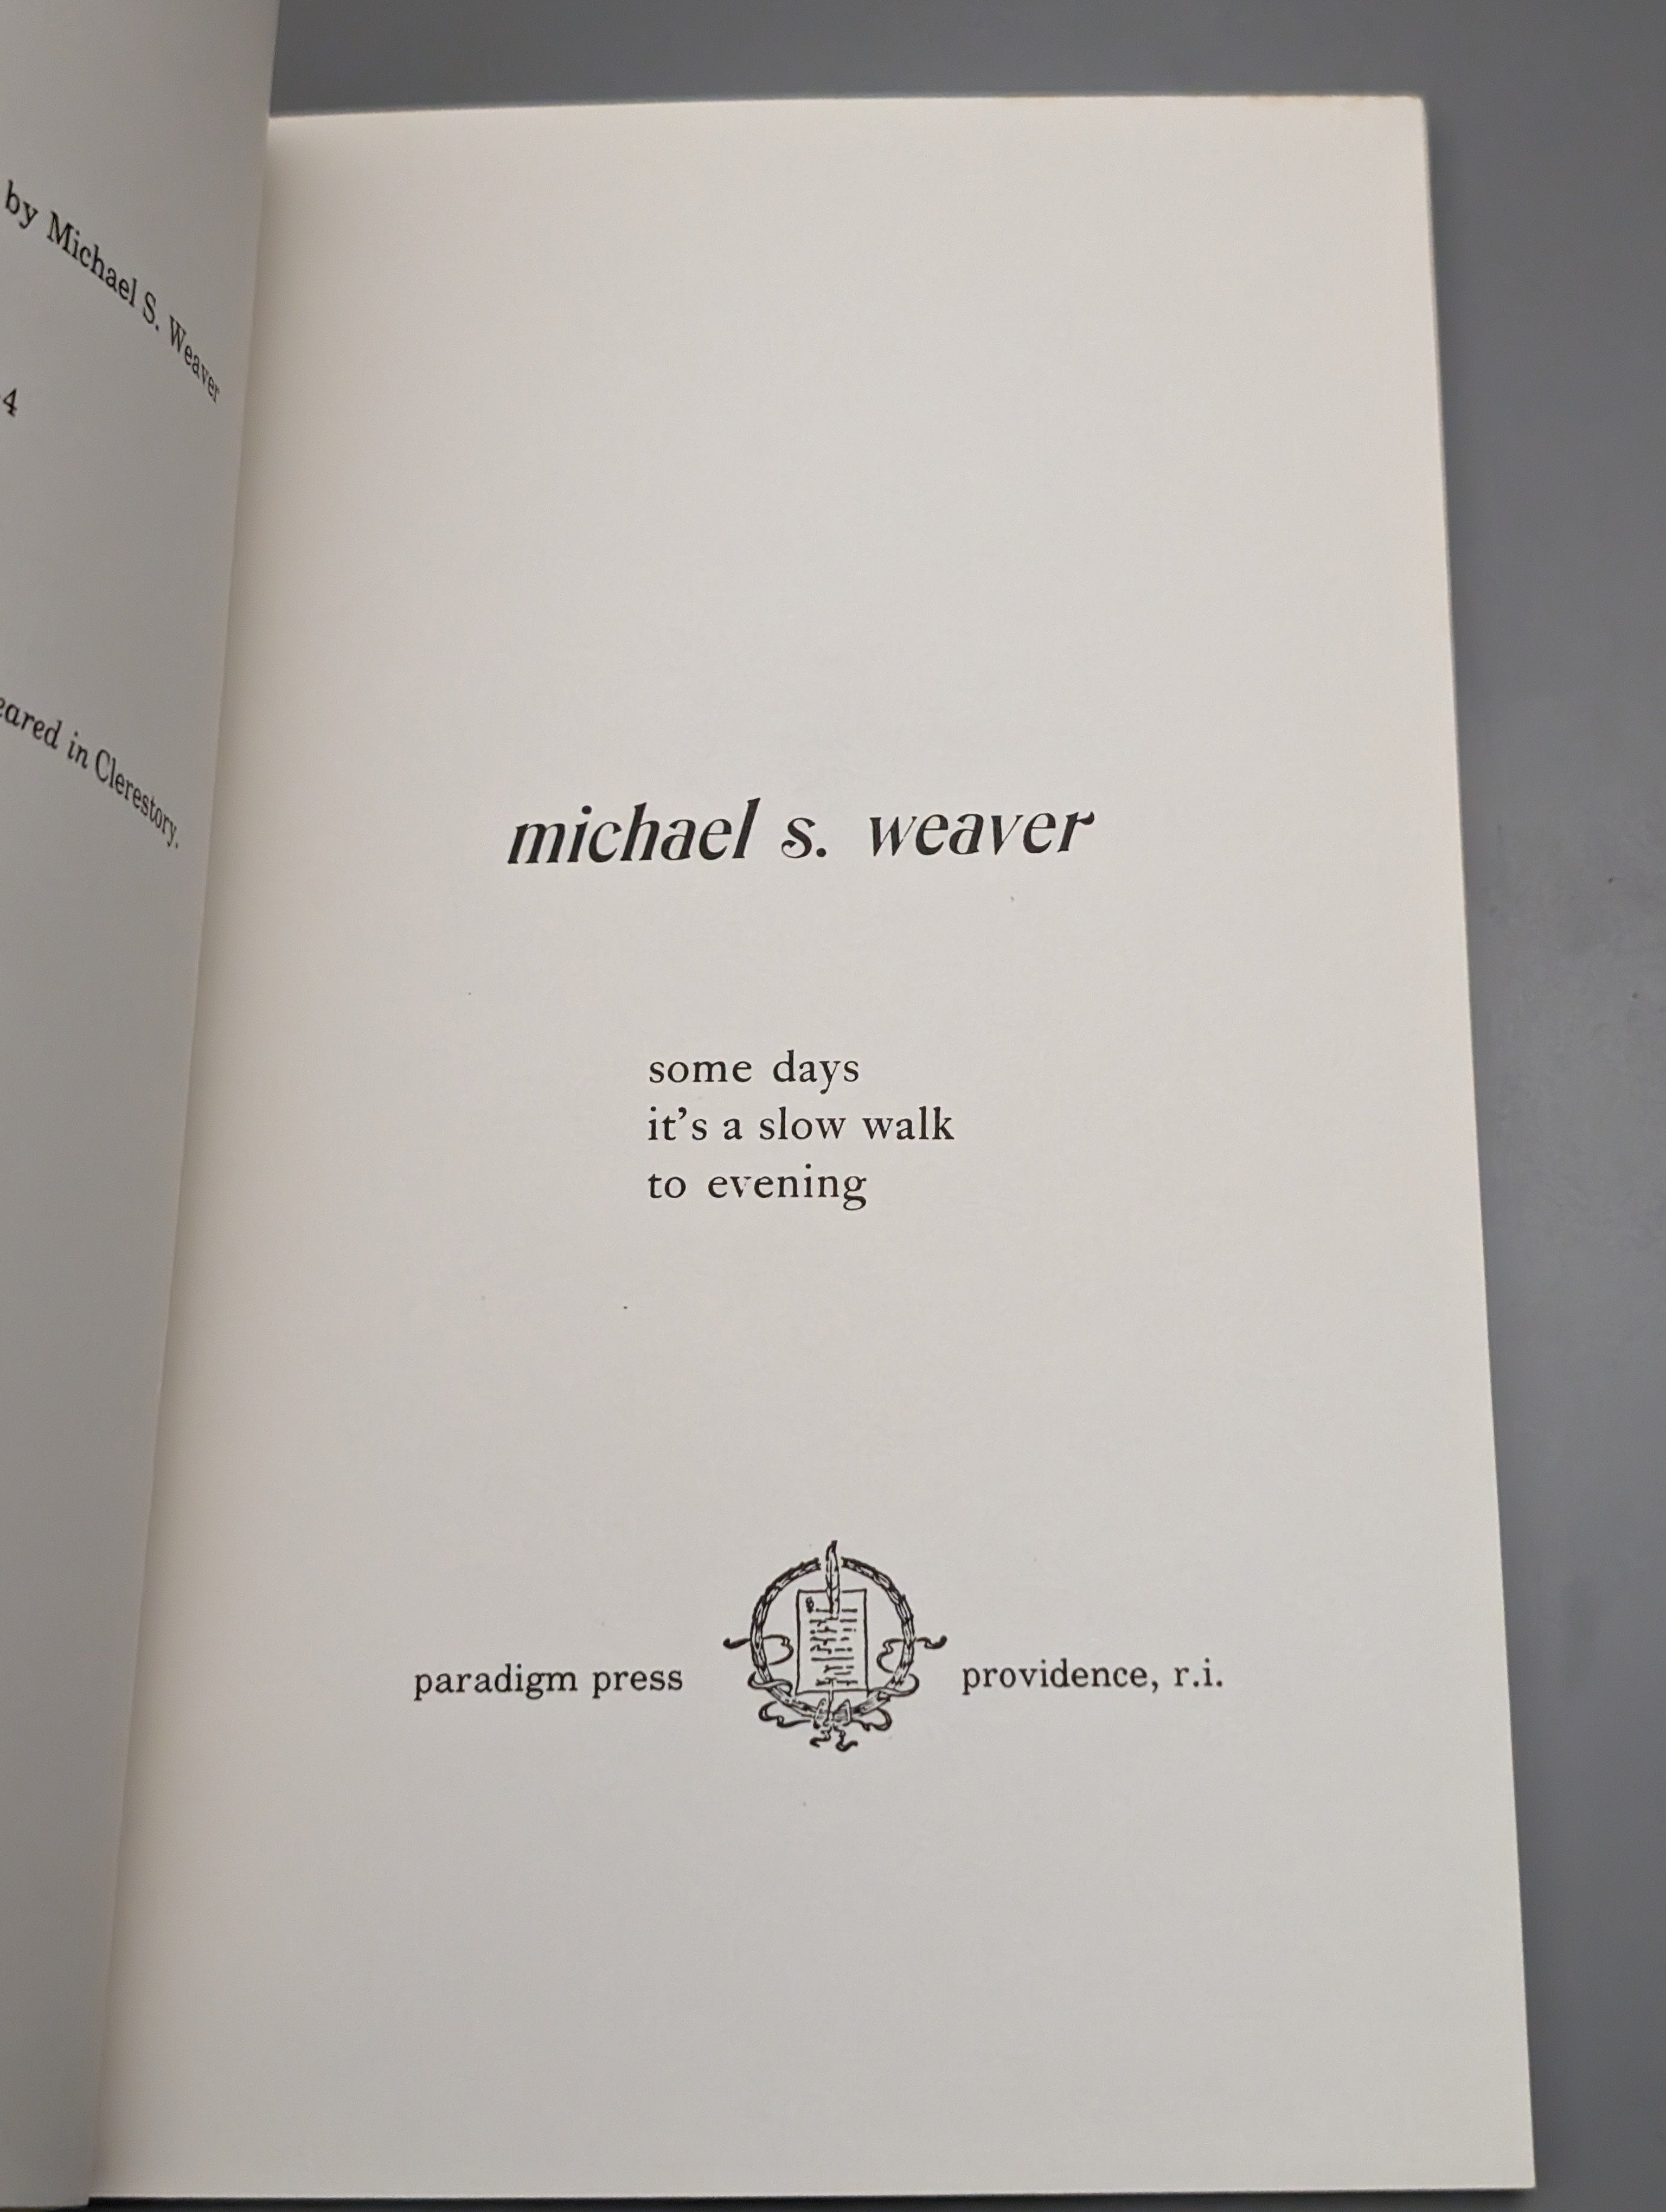 by Michael S. Weaver
4
eared in Clerestory.
michael s. weaver
some days
it's a slow walk
to evening
paradigm press providence, r.i.